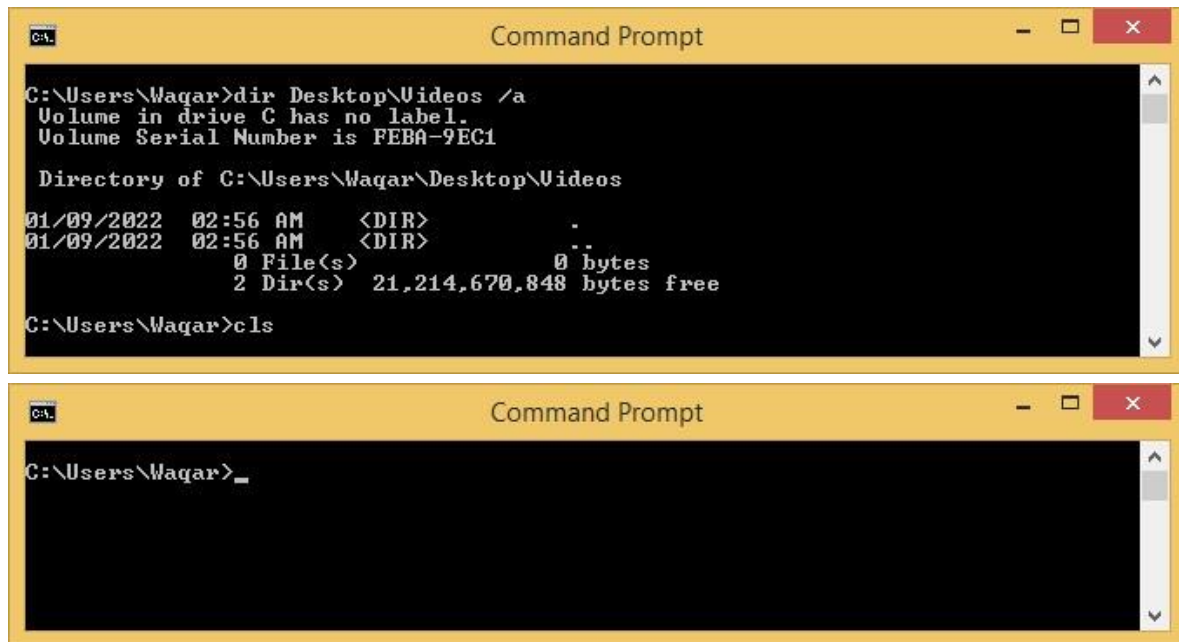 Command Prompt
C:\Users\Waqar>dir Desktop\Videos /a
Volume in drive C has no label.
Volume Serial Number is FEBA-9EC1
Directory of C:\Users\Waqar\Desktop\Videos
01/09/2022  02:56 AM    <DIR>          .
01/09/2022  02:56 AM    <DIR>          ..
0 File(s)              0 bytes
2 Dir(s)  21,214,670,848 bytes free
C:\Users\Waqar>cls
Command Prompt
C:\Users\Waqar>_